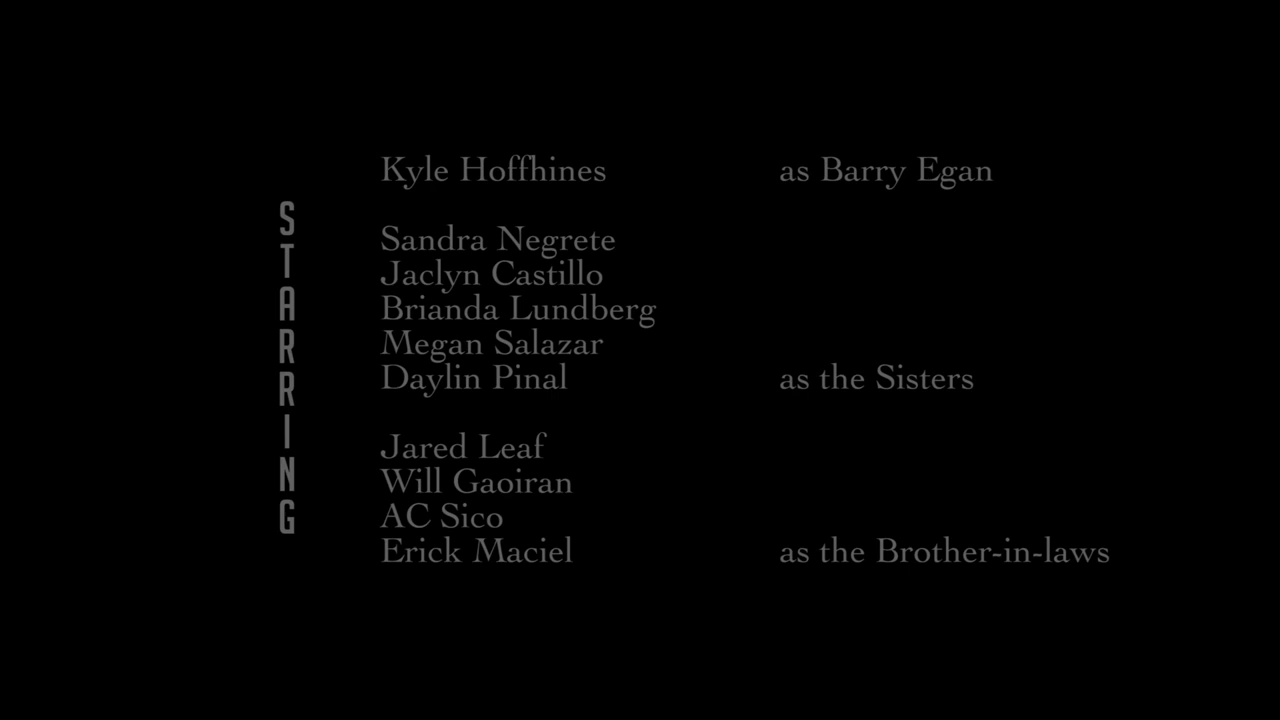 STARRING
Kyle Hoffhines as Barry Egan
Sandra Negrete
Jaclyn Castillo
Brianda Lundberg
Megan Salazar
Daylin Pinal as the Sisters
Jared Leaf
Will Gaoiran
AC Sico
Erick Maciel as the Brother-in-laws